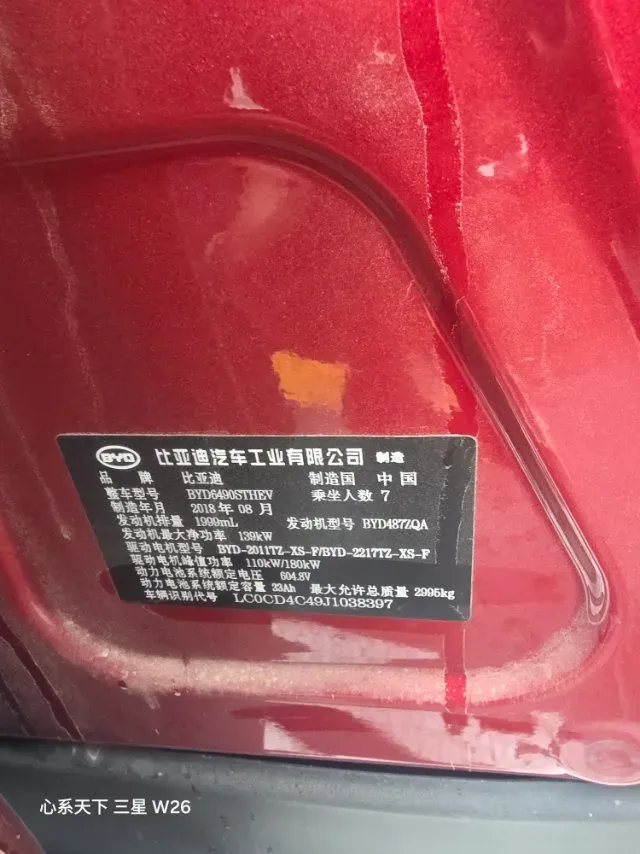 BYD 比亚迪汽车工业有限公司 制造
品牌 比亚迪 制造国 中国
整车型号 BYD6490STHEV 乘坐人数 7
制造年月 2018 年 08 月
发动机排量 1999mL 发动机型号 BYD487ZQA
发动机最大净功率 139kW
驱动电机型号 BYD-2011TZ-XS-F/BYD-2217TZ-XS-F
驱动电机峰值功率 110kW/180kW
动力电池系统额定电压 604.8V
动力电池系统额定容量 33Ah 最大允许总质量 2995kg
车辆识别代号 LC0CD4C49J1038397
心系天下 三星 W26